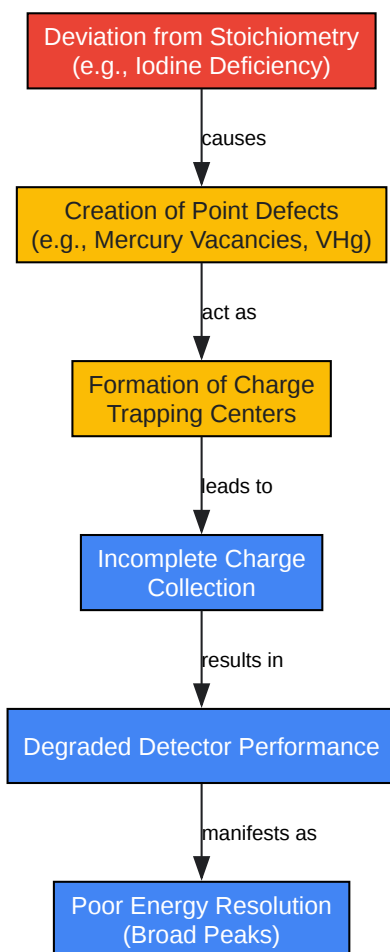 Deviation from Stoichiometry
(e.g., Iodine Deficiency)
causes
Creation of Point Defects
(e.g., Mercury Vacancies, VHg)
act as
Formation of Charge
Trapping Centers
leads to
Incomplete Charge
Collection
results in
Degraded Detector Performance
manifests as
Poor Energy Resolution
(Broad Peaks)